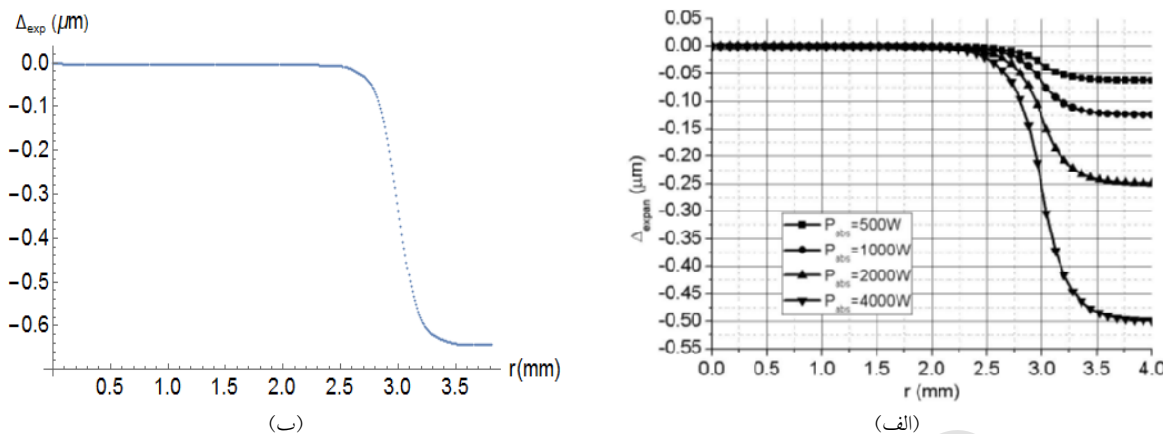 Δexp (μm)
0.0
−0.1
−0.2
−0.3
−0.4
−0.5
−0.6
0.5 1.0 1.5 2.0 2.5 3.0 3.5 r(mm)
(ب)
0.05
0.00
-0.05
-0.10
-0.15
-0.20
-0.25
-0.30
-0.35
-0.40
-0.45
-0.50
-0.55
Δexpan (μm)
Pabs=500W
Pabs=1000W
Pabs=2000W
Pabs=4000W
0.0 0.5 1.0 1.5 2.0 2.5 3.0 3.5 4.0
r (mm)
(الف)